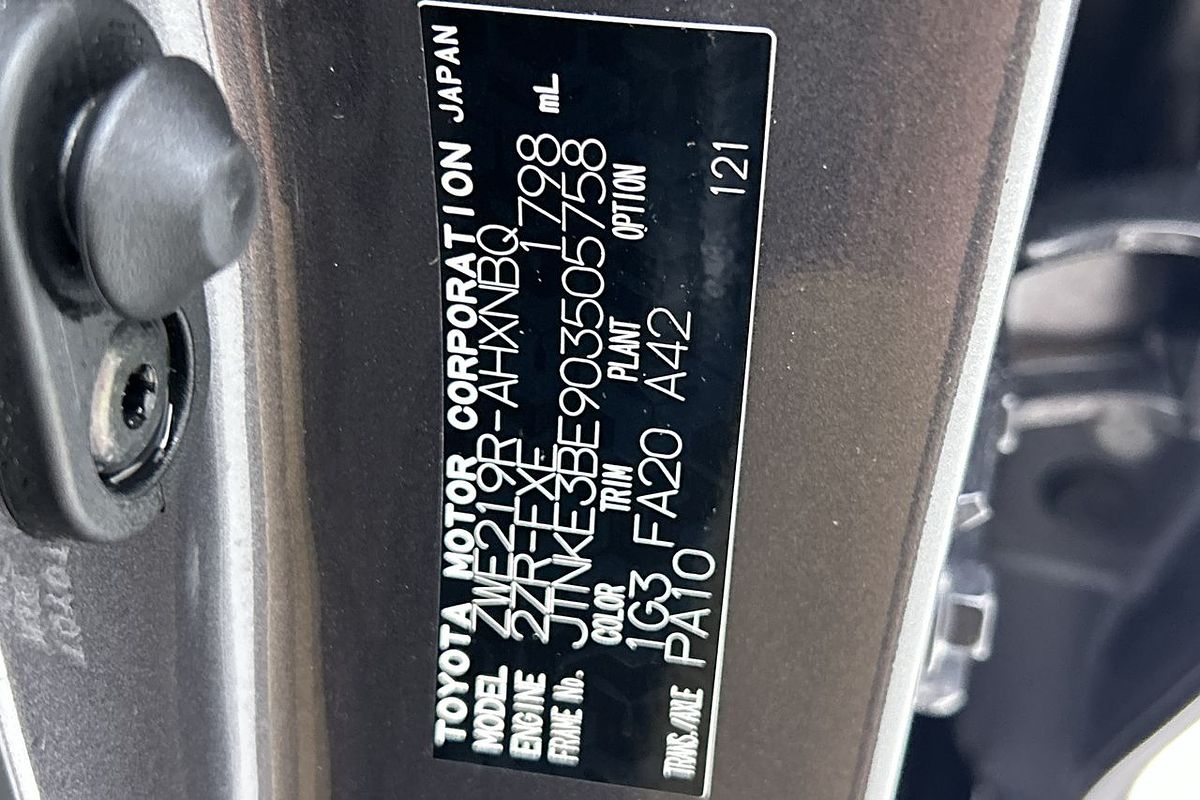 TOYOTA MOTOR CORPORATION JAPAN
MODEL ZWE219R-AHXNBQ
ENGINE 2ZR-FXE 1798 mL
FRAME No. JTNKE3BE903505758
COLOR TRIM PLANT OPTION
1G3 FA20 A42
TRANS./AXLE PA10 121